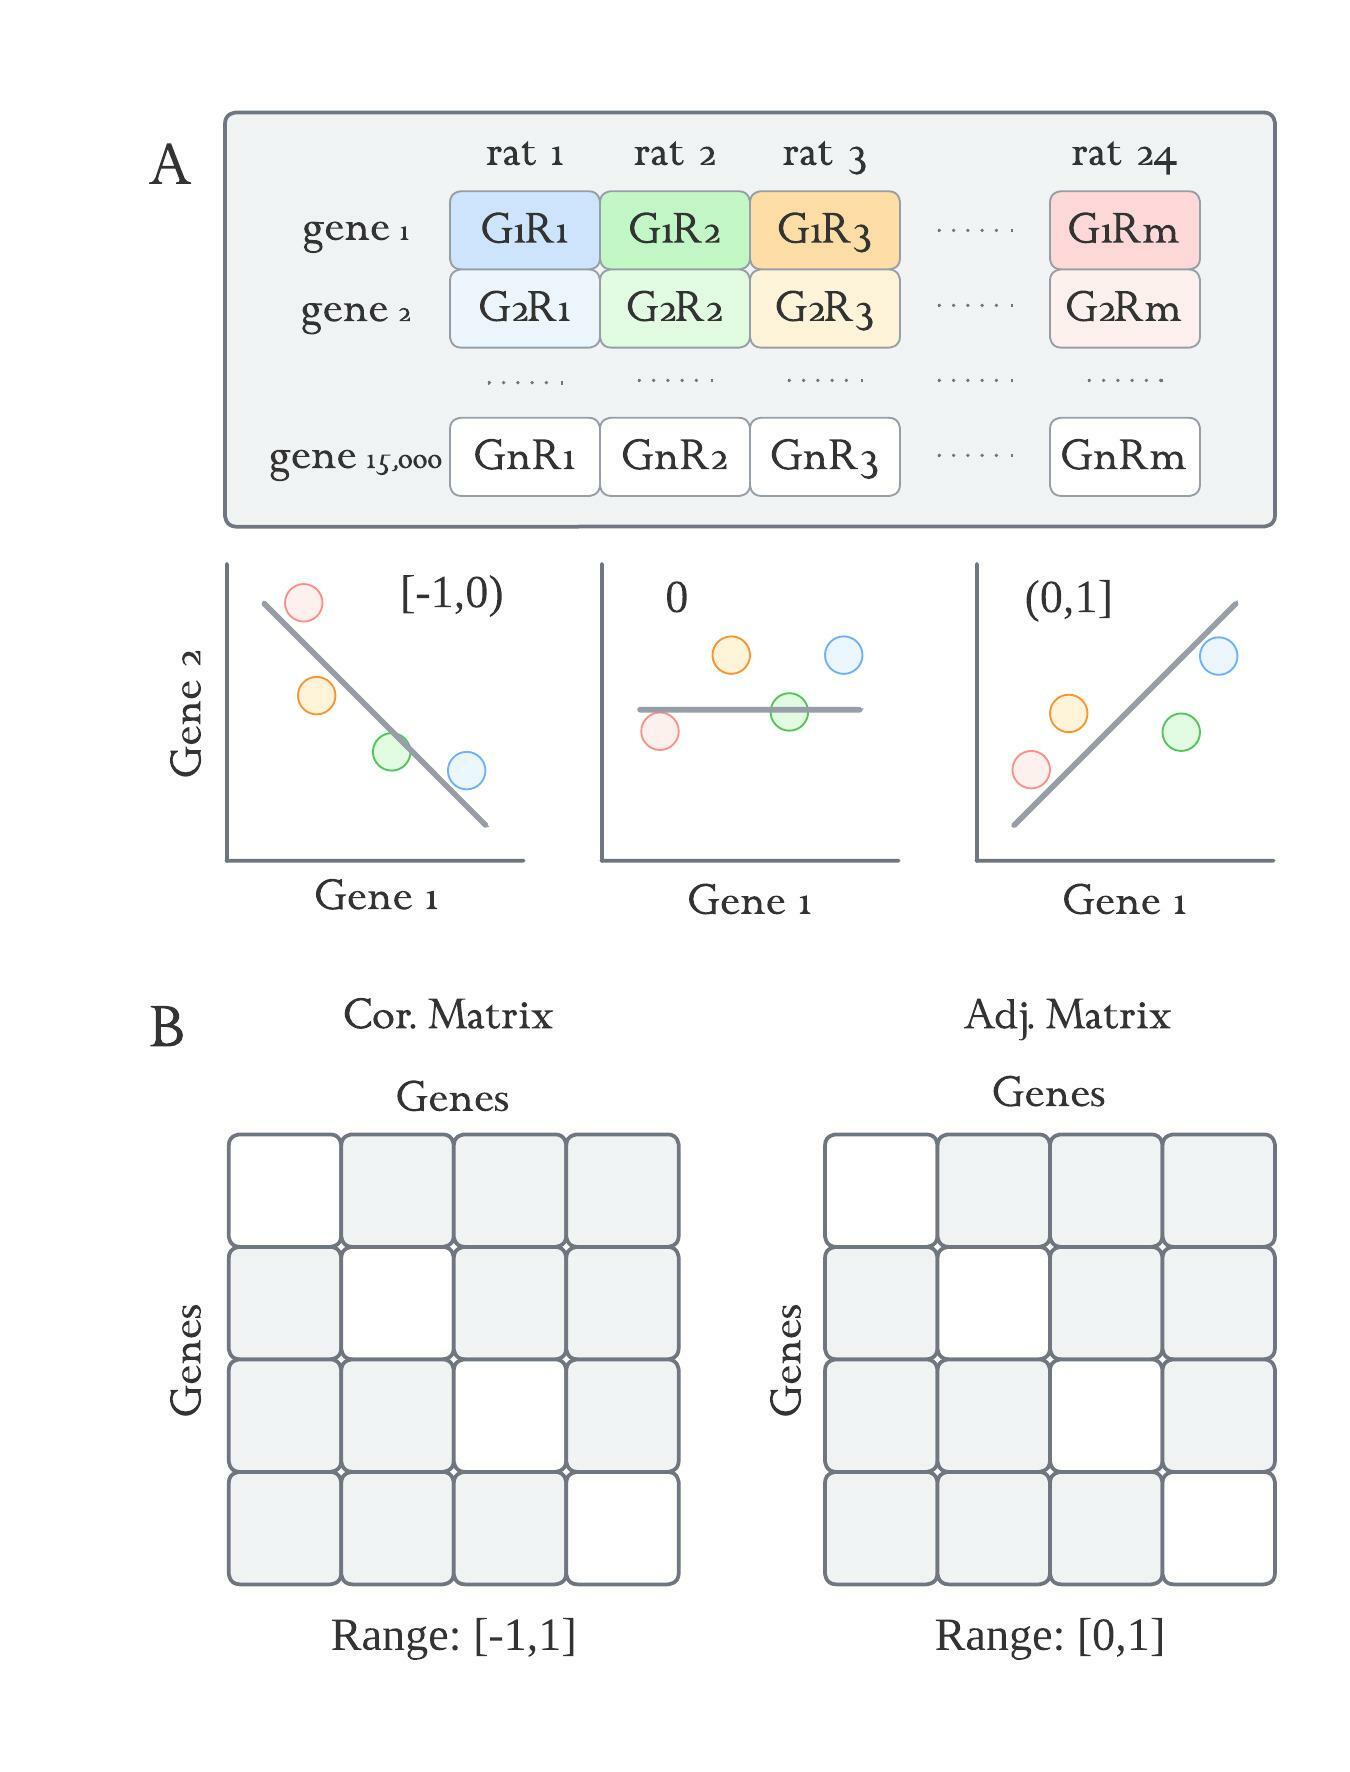 A
rat 1 rat 2 rat 3 rat 24
gene 1 G1R1 G1R2 G1R3 ...... G1Rm
gene 2 G2R1 G2R2 G2R3 ...... G2Rm
...... ...... ...... ...... ......
gene 15,000 GnR1 GnR2 GnR3 ...... GnRm
[-1,0) 0 (0,1]
Gene 2
Gene 1 Gene 1 Gene 1
B
Cor. Matrix Adj. Matrix
Genes Genes
Genes Genes
Range: [-1,1] Range: [0,1]